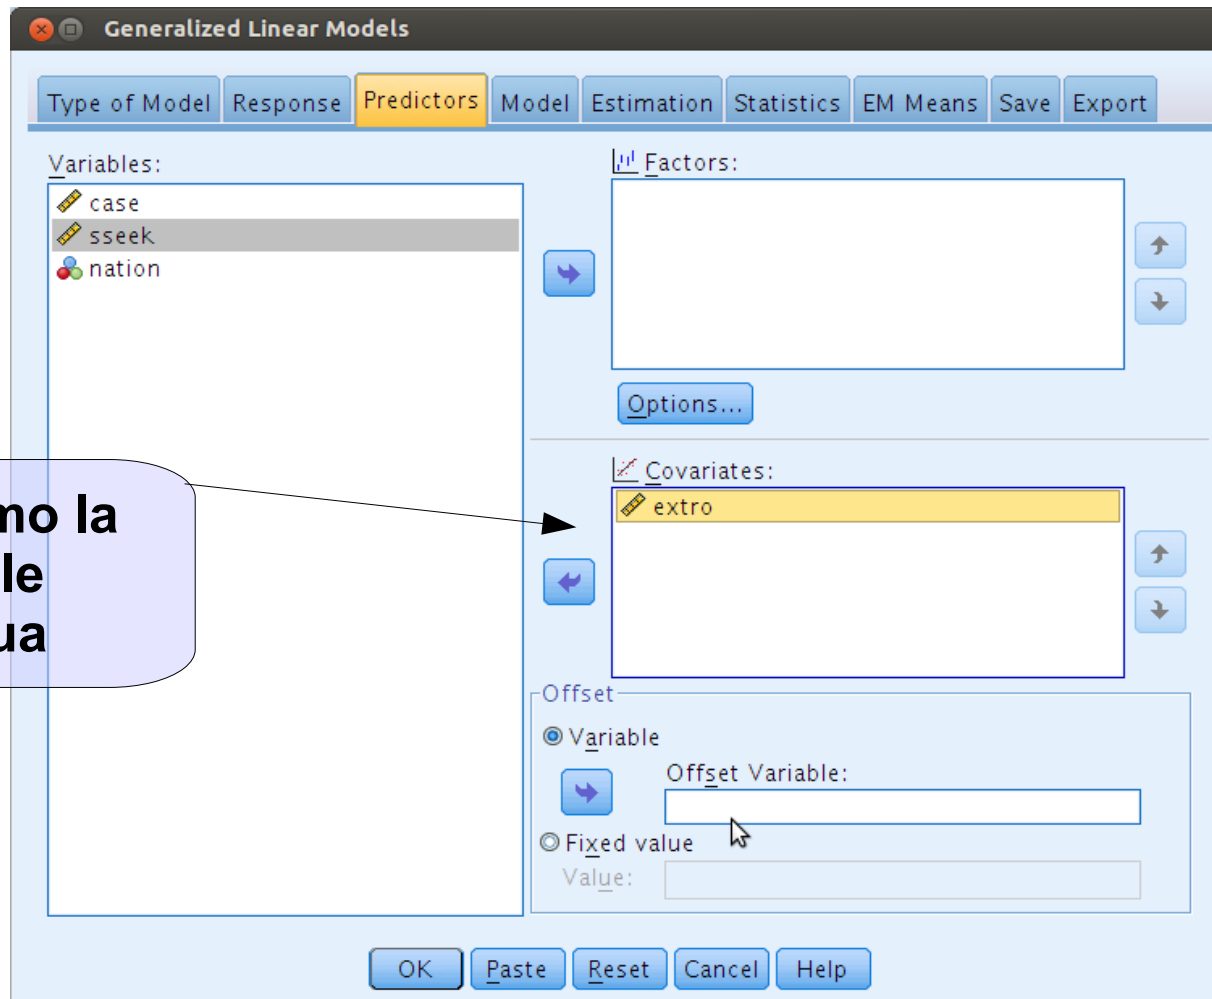 Generalized Linear Models
Type of Model Response Predictors Model Estimation Statistics EM Means Save Export
Variables:
case
sseek
nation
Factors:
Options...
Covariates:
extro
mo la
le
ua
Offset
Variable
Offset Variable:
Fixed value
Value:
OK Paste Reset Cancel Help